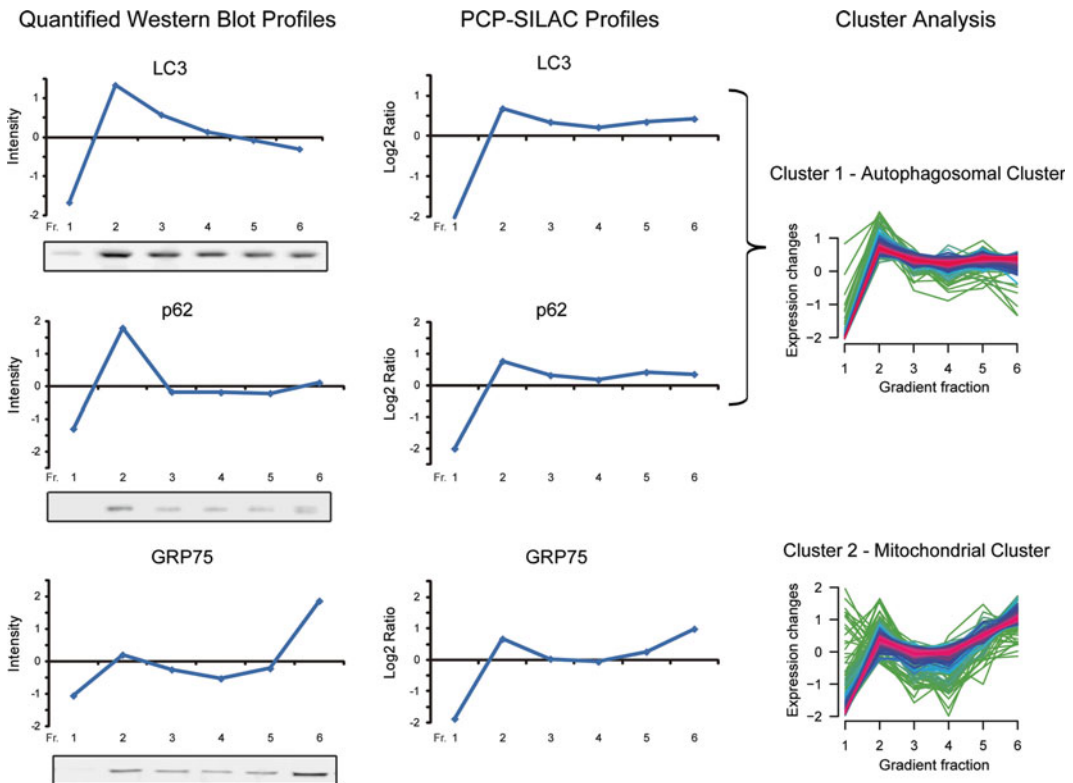 Quantified Western Blot Profiles
PCP-SILAC Profiles
Cluster Analysis
LC3
Intensity
1
0
-1
-2
Fr. 1 2 3 4 5 6
LC3
Log2 Ratio
1
0
-1
-2
Fr. 1 2 3 4 5 6
p62
Intensity
2
1
0
-1
-2
Fr. 1 2 3 4 5 6
p62
Log2 Ratio
2
1
0
-1
-2
Fr. 1 2 3 4 5 6
Cluster 1 - Autophagosomal Cluster
Expression changes
1
0
−1
−2
1 2 3 4 5 6
Gradient fraction
GRP75
Intensity
2
1
0
-1
-2
Fr. 1 2 3 4 5 6
GRP75
Log2 Ratio
2
1
0
-1
-2
Fr. 1 2 3 4 5 6
Cluster 2 - Mitochondrial Cluster
Expression changes
2
1
0
−1
−2
1 2 3 4 5 6
Gradient fraction